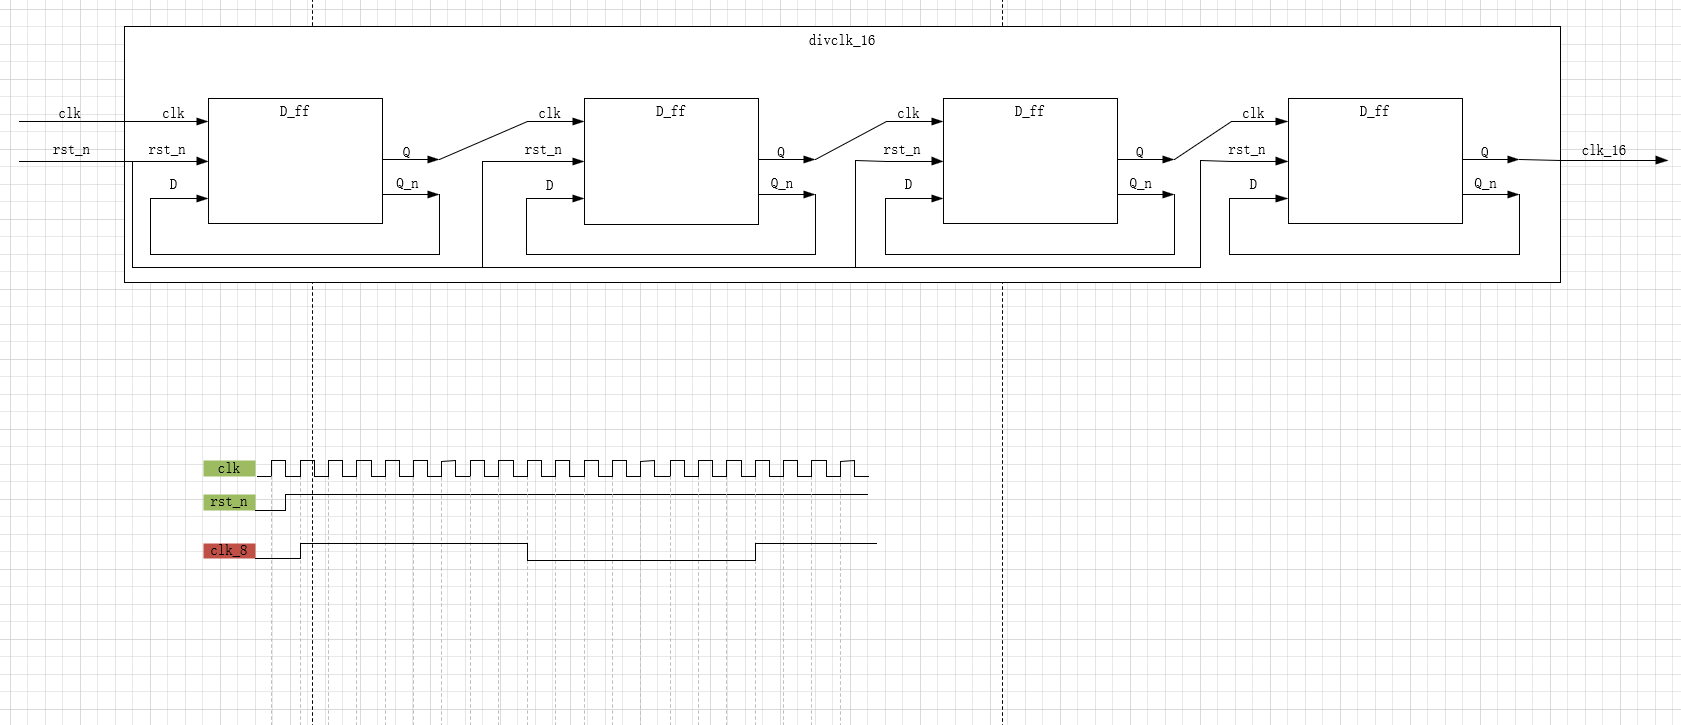 divclk_16
D_ff D_ff D_ff D_ff
clk clk clk clk clk
rst_n rst_n Q rst_n Q rst_n Q rst_n Q clk_16
D Q_n D Q_n D Q_n D Q_n
clk
rst_n
clk_8